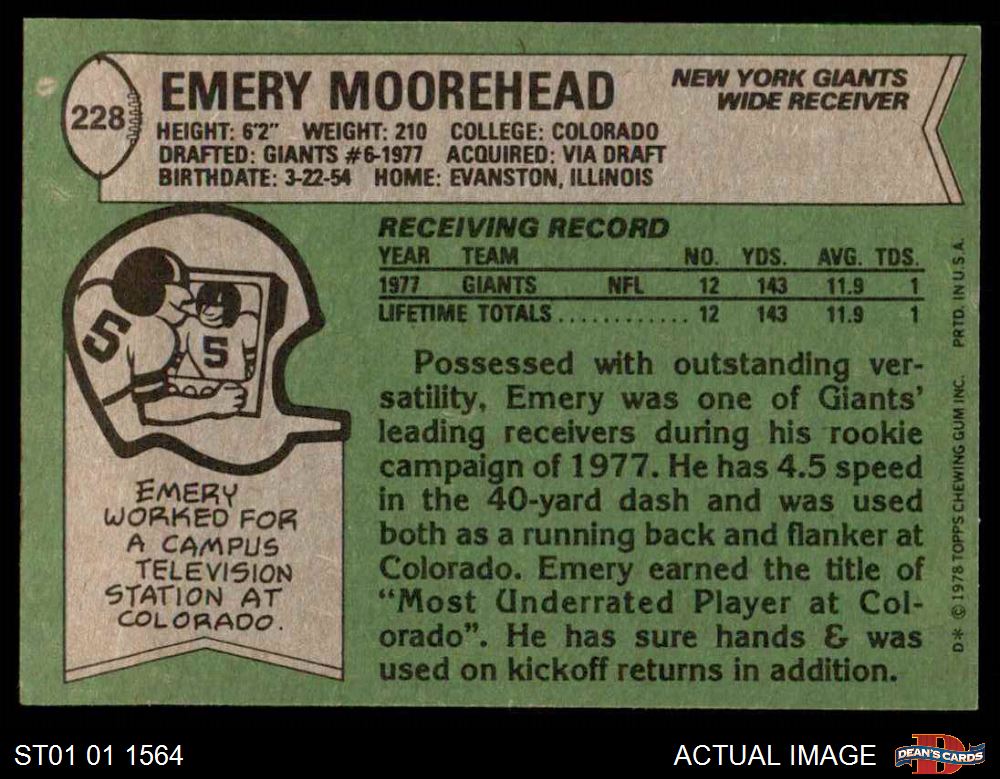 228
EMERY MOOREHEAD
NEW YORK GIANTS
WIDE RECEIVER
HEIGHT: 6'2" WEIGHT: 210 COLLEGE: COLORADO
DRAFTED: GIANTS #6-1977 ACQUIRED: VIA DRAFT
BIRTHDATE: 3-22-54 HOME: EVANSTON, ILLINOIS
RECEIVING RECORD
YEAR TEAM NO. YDS. AVG. TDS.
1977 GIANTS NFL 12 143 11.9 1
LIFETIME TOTALS............ 12 143 11.9 1
Possessed with outstanding ver-
satility, Emery was one of Giants'
leading receivers during his rookie
campaign of 1977. He has 4.5 speed
in the 40-yard dash and was used
both as a running back and flanker at
Colorado. Emery earned the title of
"Most Underrated Player at Col-
orado". He has sure hands & was
used on kickoff returns in addition.
5
5
EMERY
WORKED FOR
A CAMPUS
TELEVISION
STATION AT
COLORADO.
D* © 1978 TOPPS CHEWING GUM INC. PRTD. IN U.S.A.
ST01 01 1564
ACTUAL IMAGE
D
DEAN'S CARDS